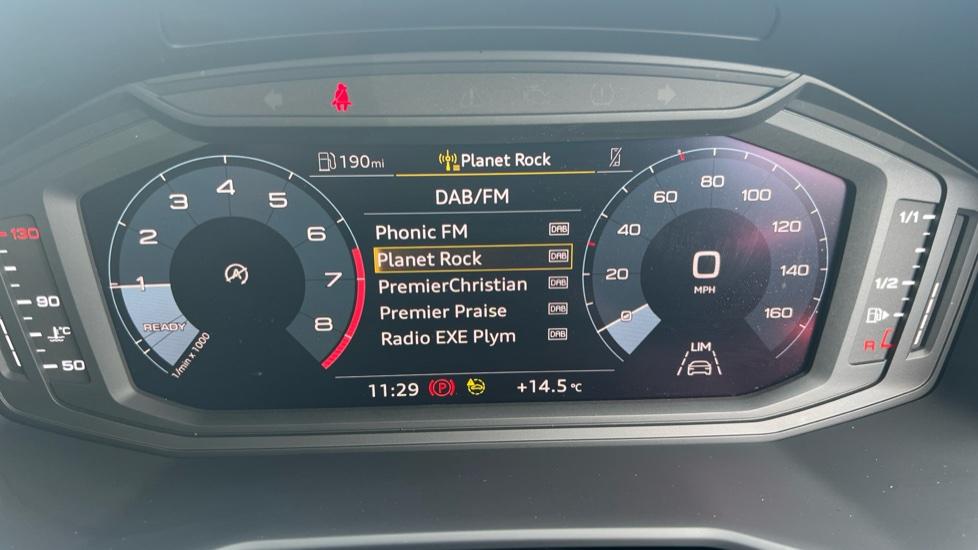 190mi
Planet Rock
DAB/FM
Phonic FM DAB
Planet Rock DAB
PremierChristian DAB
Premier Praise DAB
Radio EXE Plym DAB
11:29 (P) +14.5 °C
1 2 3 4 5 6 7 8
READY
1/min x 1000
A
0 20 40 60 80 100 120 140 160
0
MPH
LIM
130
90
°C
50
1/1
1/2
R